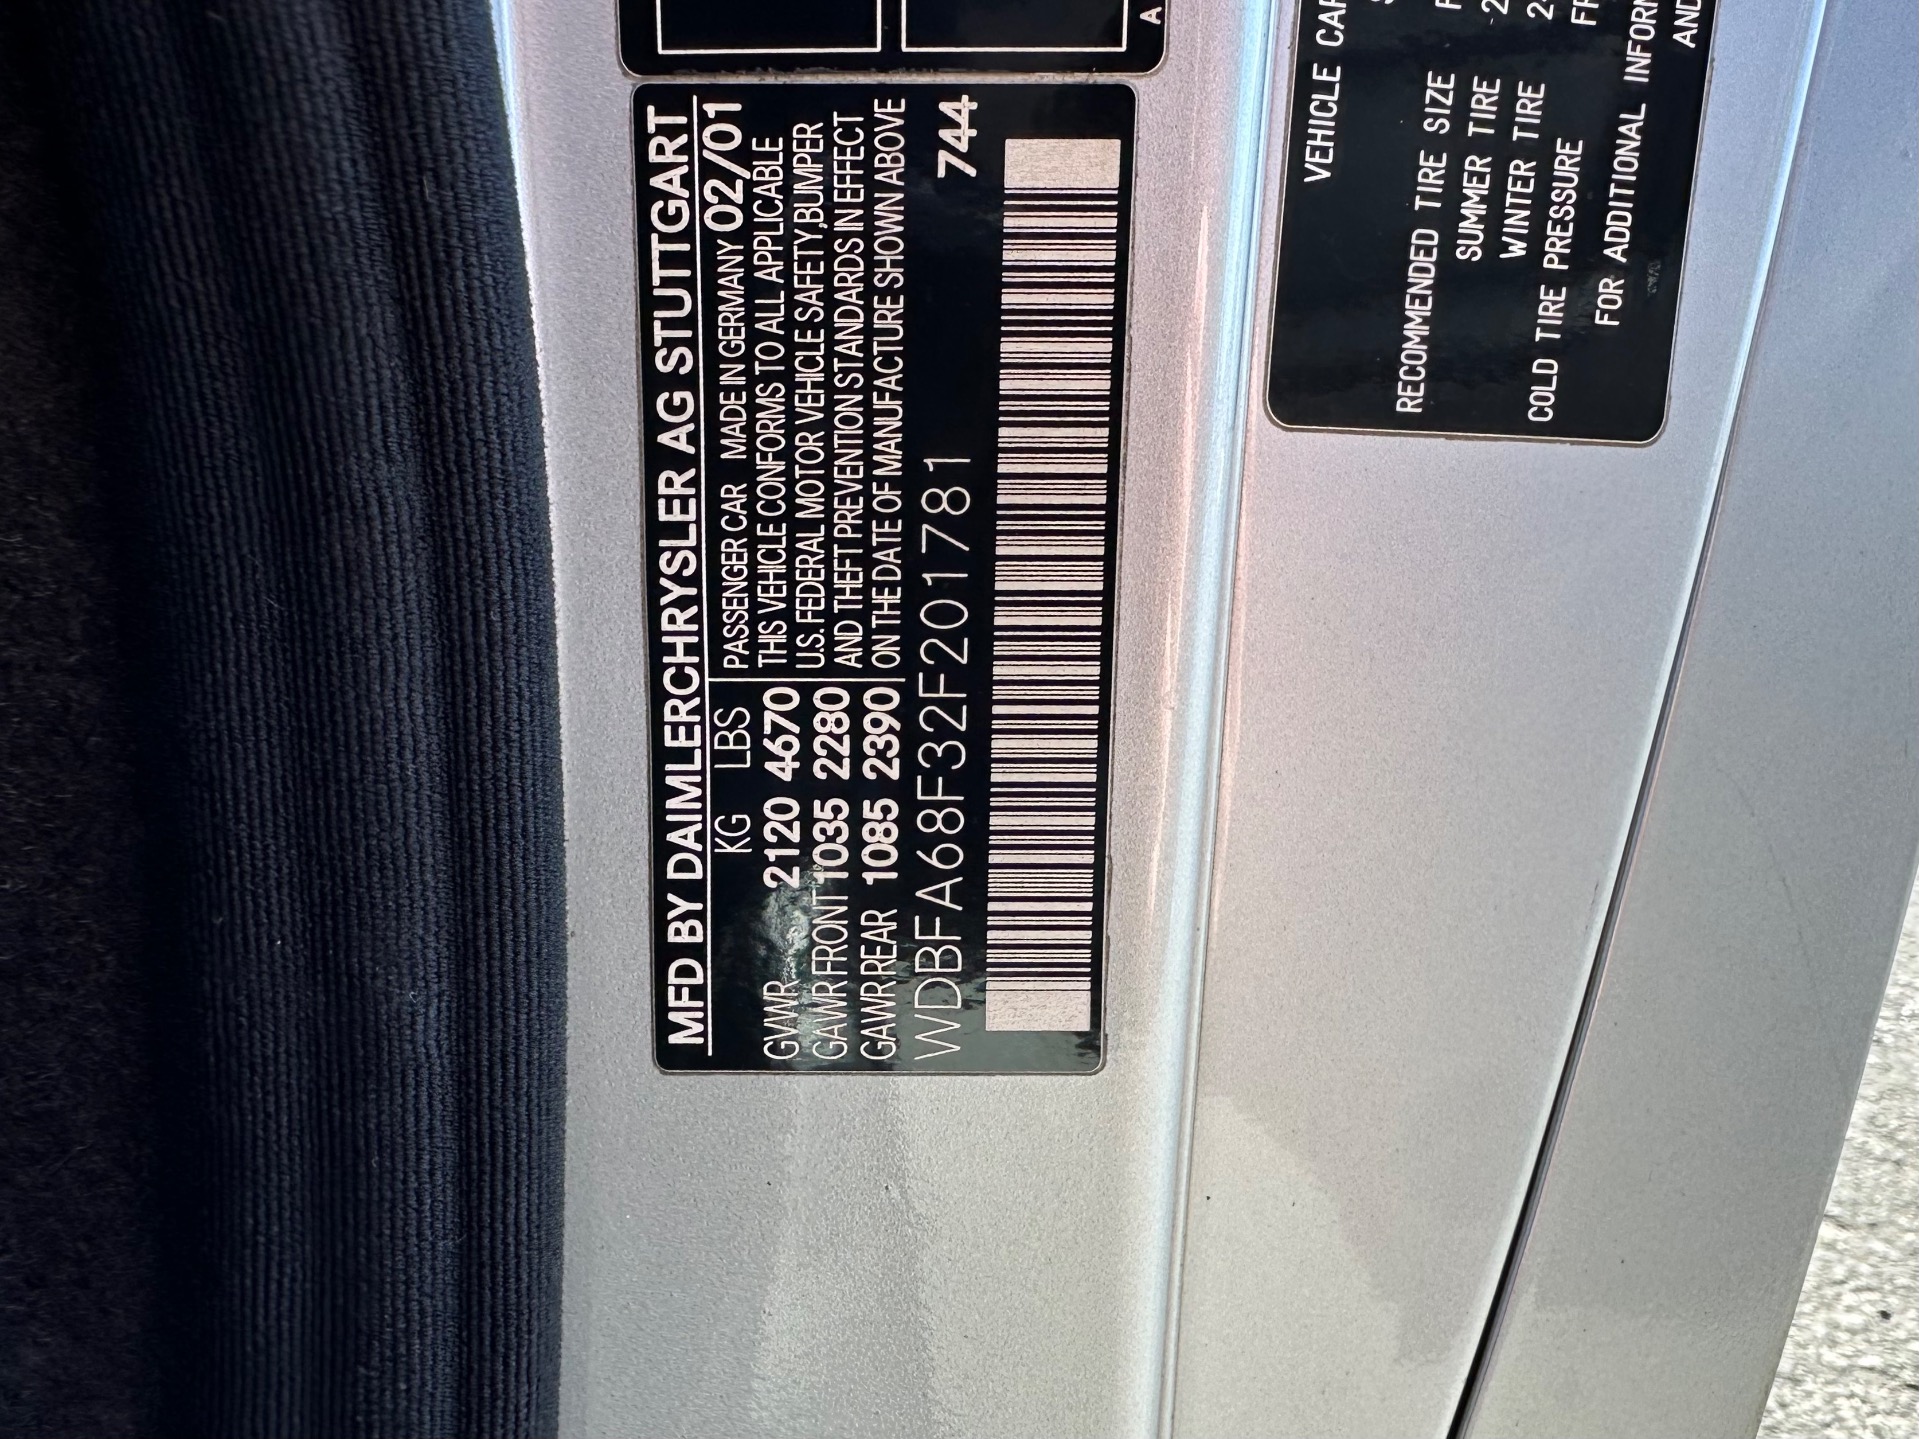 MFD BY DAIMLERCHRYSLER AG STUTTGART
KG LBS
GVWR 2120 4670
GAWR FRONT 1035 2280
GAWR REAR 1085 2390
PASSENGER CAR MADE IN GERMANY 02/01
THIS VEHICLE CONFORMS TO ALL APPLICABLE
U.S. FEDERAL MOTOR VEHICLE SAFETY, BUMPER
AND THEFT PREVENTION STANDARDS IN EFFECT
ON THE DATE OF MANUFACTURE SHOWN ABOVE
WDBFA68F32F201781 744
A
VEHICLE
RECOMMENDED TIRE SIZE
SUMMER TIRE
WINTER TIRE
COLD TIRE PRESSURE
FOR ADDITIONAL
AND